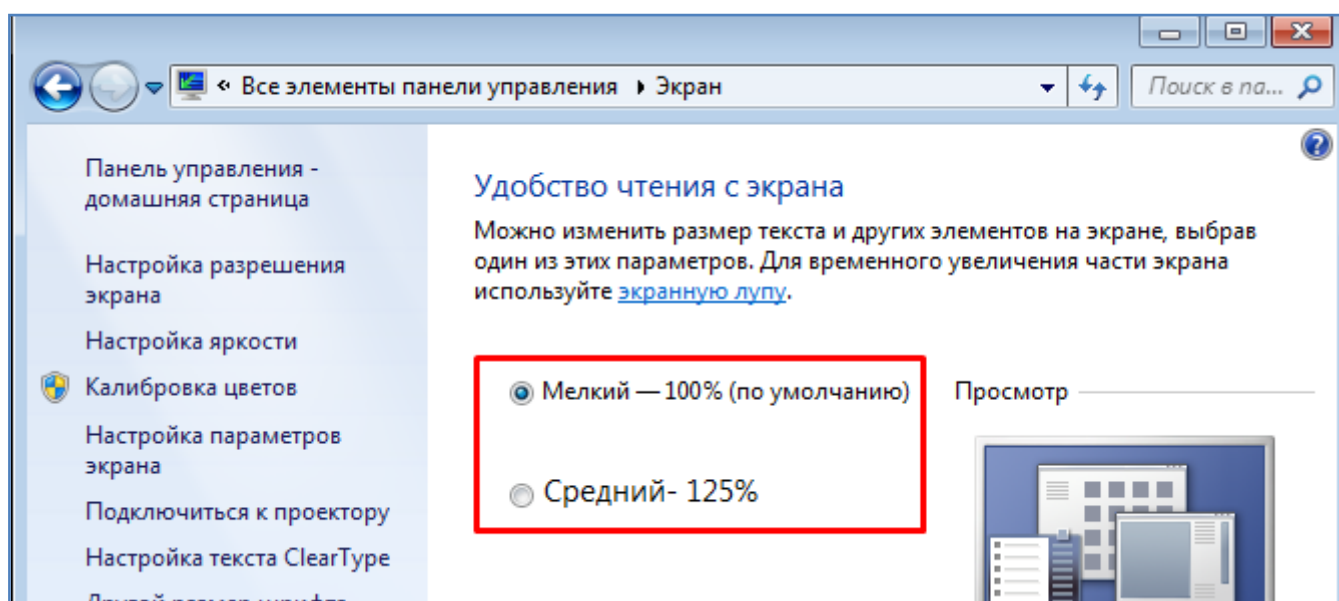 « Все элементы панели управления ▸ Экран
Поиск в па...
Панель управления -
домашняя страница
Настройка разрешения
экрана
Настройка яркости
Калибровка цветов
Настройка параметров
экрана
Подключиться к проектору
Настройка текста ClearType
Другой размер шрифта
Удобство чтения с экрана
Можно изменить размер текста и других элементов на экране, выбрав
один из этих параметров. Для временного увеличения части экрана
используйте экранную лупу.
Мелкий — 100% (по умолчанию)
Средний- 125%
Просмотр